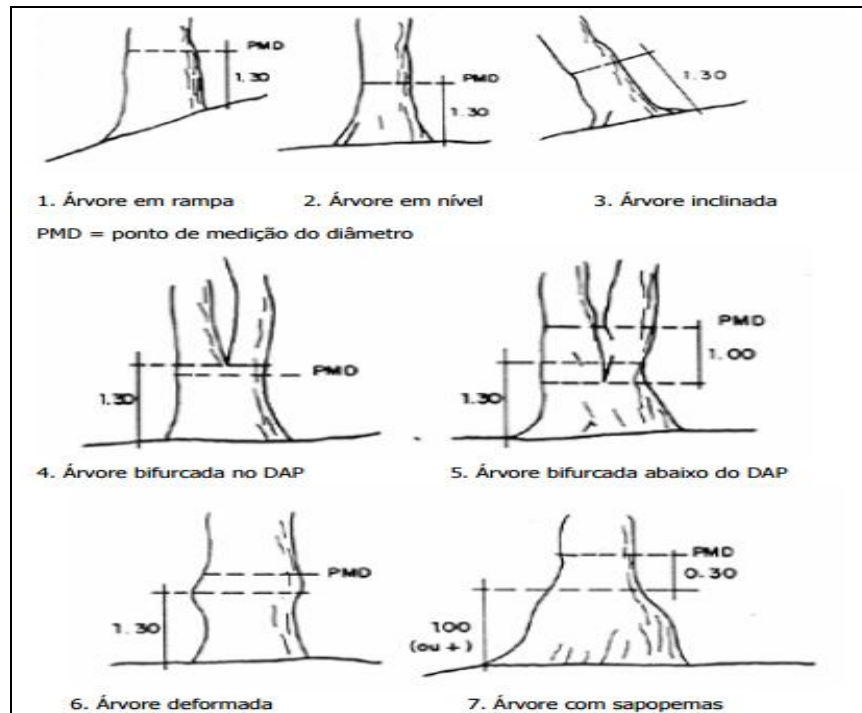 PMD
1.30
PMD
1.30
1.30
1. Árvore em rampa 2. Árvore em nível 3. Árvore inclinada
PMD = ponto de medição do diâmetro
1.30
PMD
1.30
PMD
1.00
4. Árvore bifurcada no DAP 5. Árvore bifurcada abaixo do DAP
1.30
PMD
100
(ou +)
PMD
0.30
6. Árvore deformada 7. Árvore com sapopemas